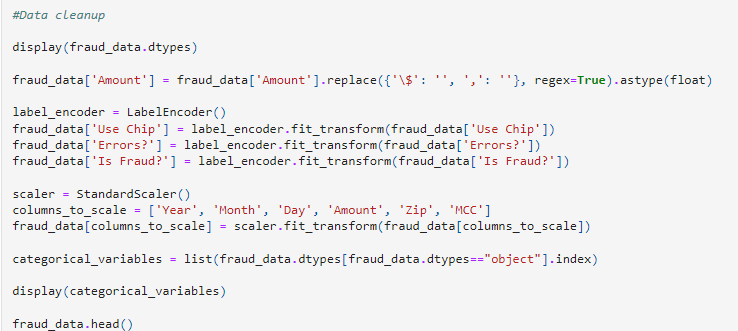 #Data cleanup
display(fraud_data.dtypes)
fraud_data['Amount'] = fraud_data['Amount'].replace({'\$': '', ',': ''}, regex=True).astype(float)
label_encoder = LabelEncoder()
fraud_data['Use Chip'] = label_encoder.fit_transform(fraud_data['Use Chip'])
fraud_data['Errors?'] = label_encoder.fit_transform(fraud_data['Errors?'])
fraud_data['Is Fraud?'] = label_encoder.fit_transform(fraud_data['Is Fraud?'])
scaler = StandardScaler()
columns_to_scale = ['Year', 'Month', 'Day', 'Amount', 'Zip', 'MCC']
fraud_data[columns_to_scale] = scaler.fit_transform(fraud_data[columns_to_scale])
categorical_variables = list(fraud_data.dtypes[fraud_data.dtypes=="object"].index)
display(categorical_variables)
fraud_data.head()